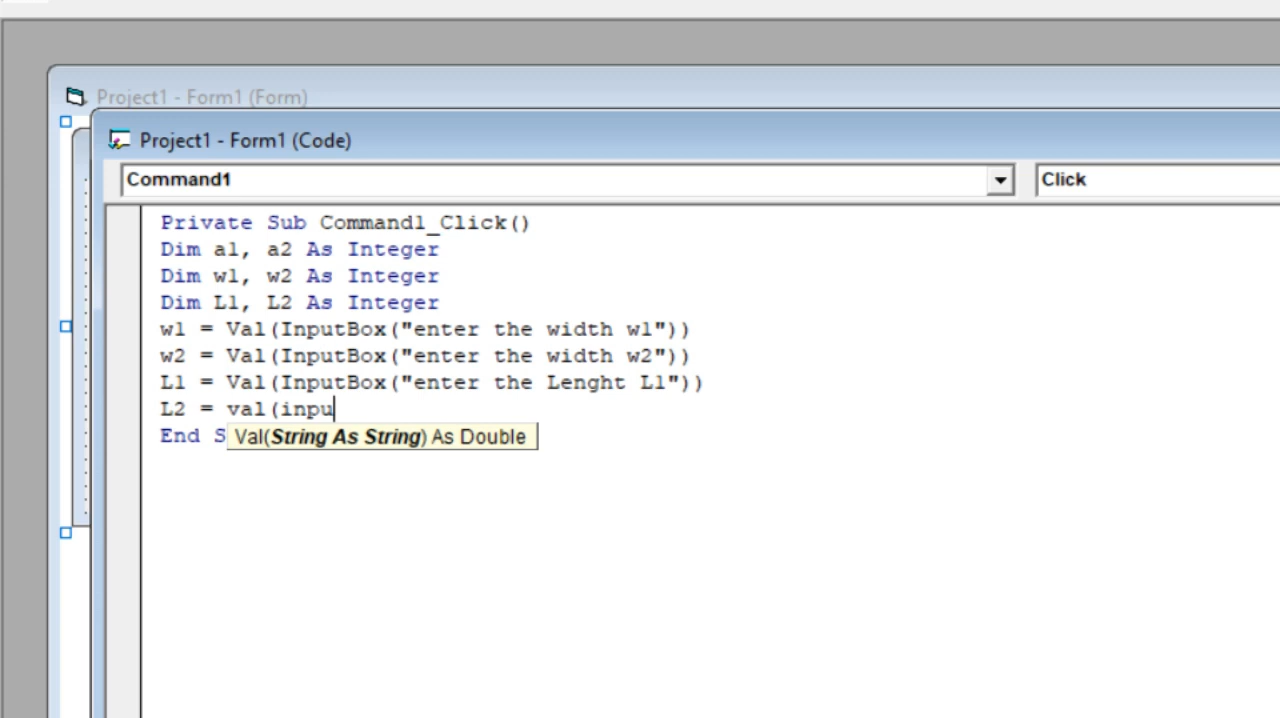 Project1 - Form1 (Form)
Project1 - Form1 (Code)
Command1
Click
Private Sub Command1_Click()
Dim a1, a2 As Integer
Dim w1, w2 As Integer
Dim L1, L2 As Integer
w1 = Val(InputBox("enter the width w1"))
w2 = Val(InputBox("enter the width w2"))
L1 = Val(InputBox("enter the Lenght L1"))
L2 = val(inpu
End S
Val(String As String) As Double